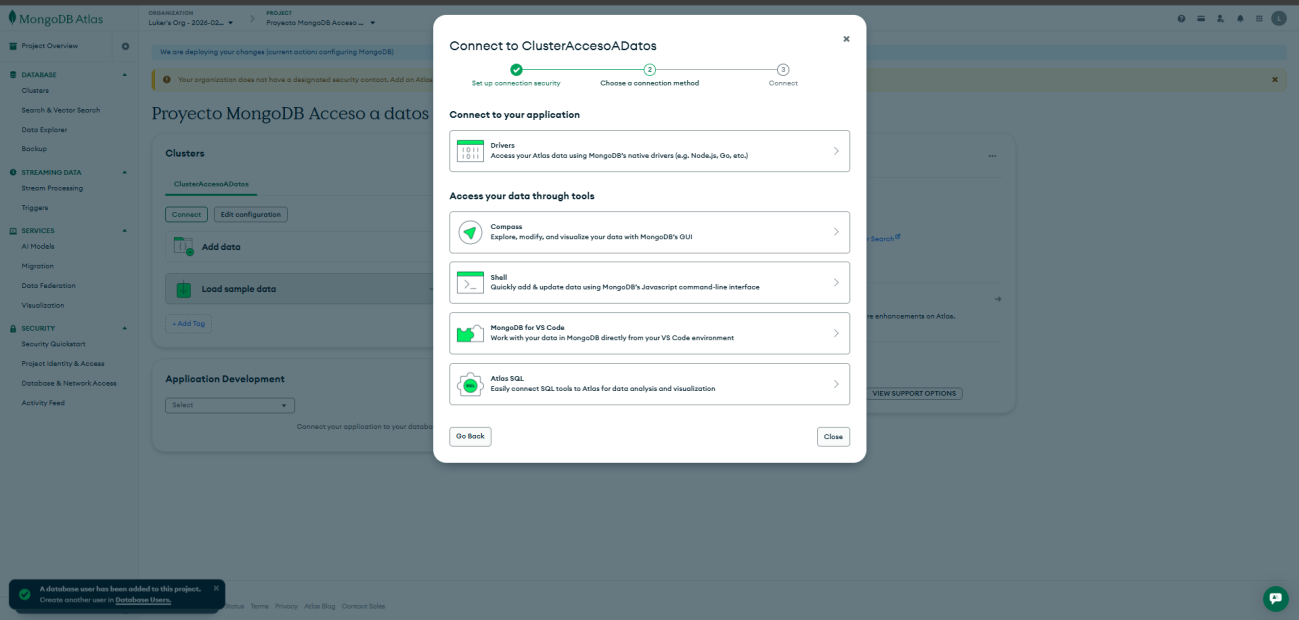 MongoDB Atlas
ORGANIZATION
Luker's Org - 2026-02...
PROJECT
Proyecto MongoDB Acceso ...
Project Overview
DATABASE
Clusters
Search & Vector Search
Data Explorer
Backup
STREAMING DATA
Stream Processing
Triggers
SERVICES
AI Models
Migration
Data Federation
Visualization
SECURITY
Security Quickstart
Project Identity & Access
Database & Network Access
Activity Feed
We are deploying your changes (current action: configuring MongoDB)
Your organization does not have a designated security contact. Add an Atlas
Proyecto MongoDB Acceso a datos
Clusters
ClusterAccesoADatos
Connect
Edit configuration
Add data
Load sample data
+ Add Tag
Application Development
Select
Connect your application to your databa
Search
re enhancements on Atlas.
VIEW SUPPORT OPTIONS
Connect to ClusterAccesoADatos
2
3
Set up connection security
Choose a connection method
Connect
Connect to your application
Drivers
Access your Atlas data using MongoDB's native drivers (e.g. Node.js, Go, etc.)
Access your data through tools
Compass
Explore, modify, and visualize your data with MongoDB's GUI
Shell
Quickly add & update data using MongoDB's Javascript command-line interface
MongoDB for VS Code
Work with your data in MongoDB directly from your VS Code environment
Atlas SQL
Easily connect SQL tools to Atlas for data analysis and visualization
Go Back
Close
A database user has been added to this project.
Create another user in Database Users.
Status
Terms
Privacy
Atlas Blog
Contact Sales
L